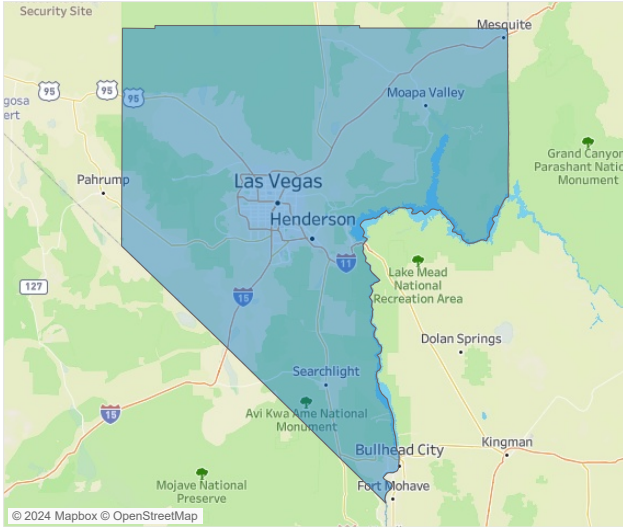 Security Site
Mesquite
95
95
95
gosa
ert
Moapa Valley
Grand Canyon
Parashant Natio
Monument
Pahrump
Las Vegas
Henderson
11
127
15
Lake Mead
National
Recreation Area
Dolan Springs
Searchlight
15
Avi Kwa Ame National
Monument
Bullhead City
Kingman
Mojave National
Preserve
Fort Mohave
© 2024 Mapbox © OpenStreetMap